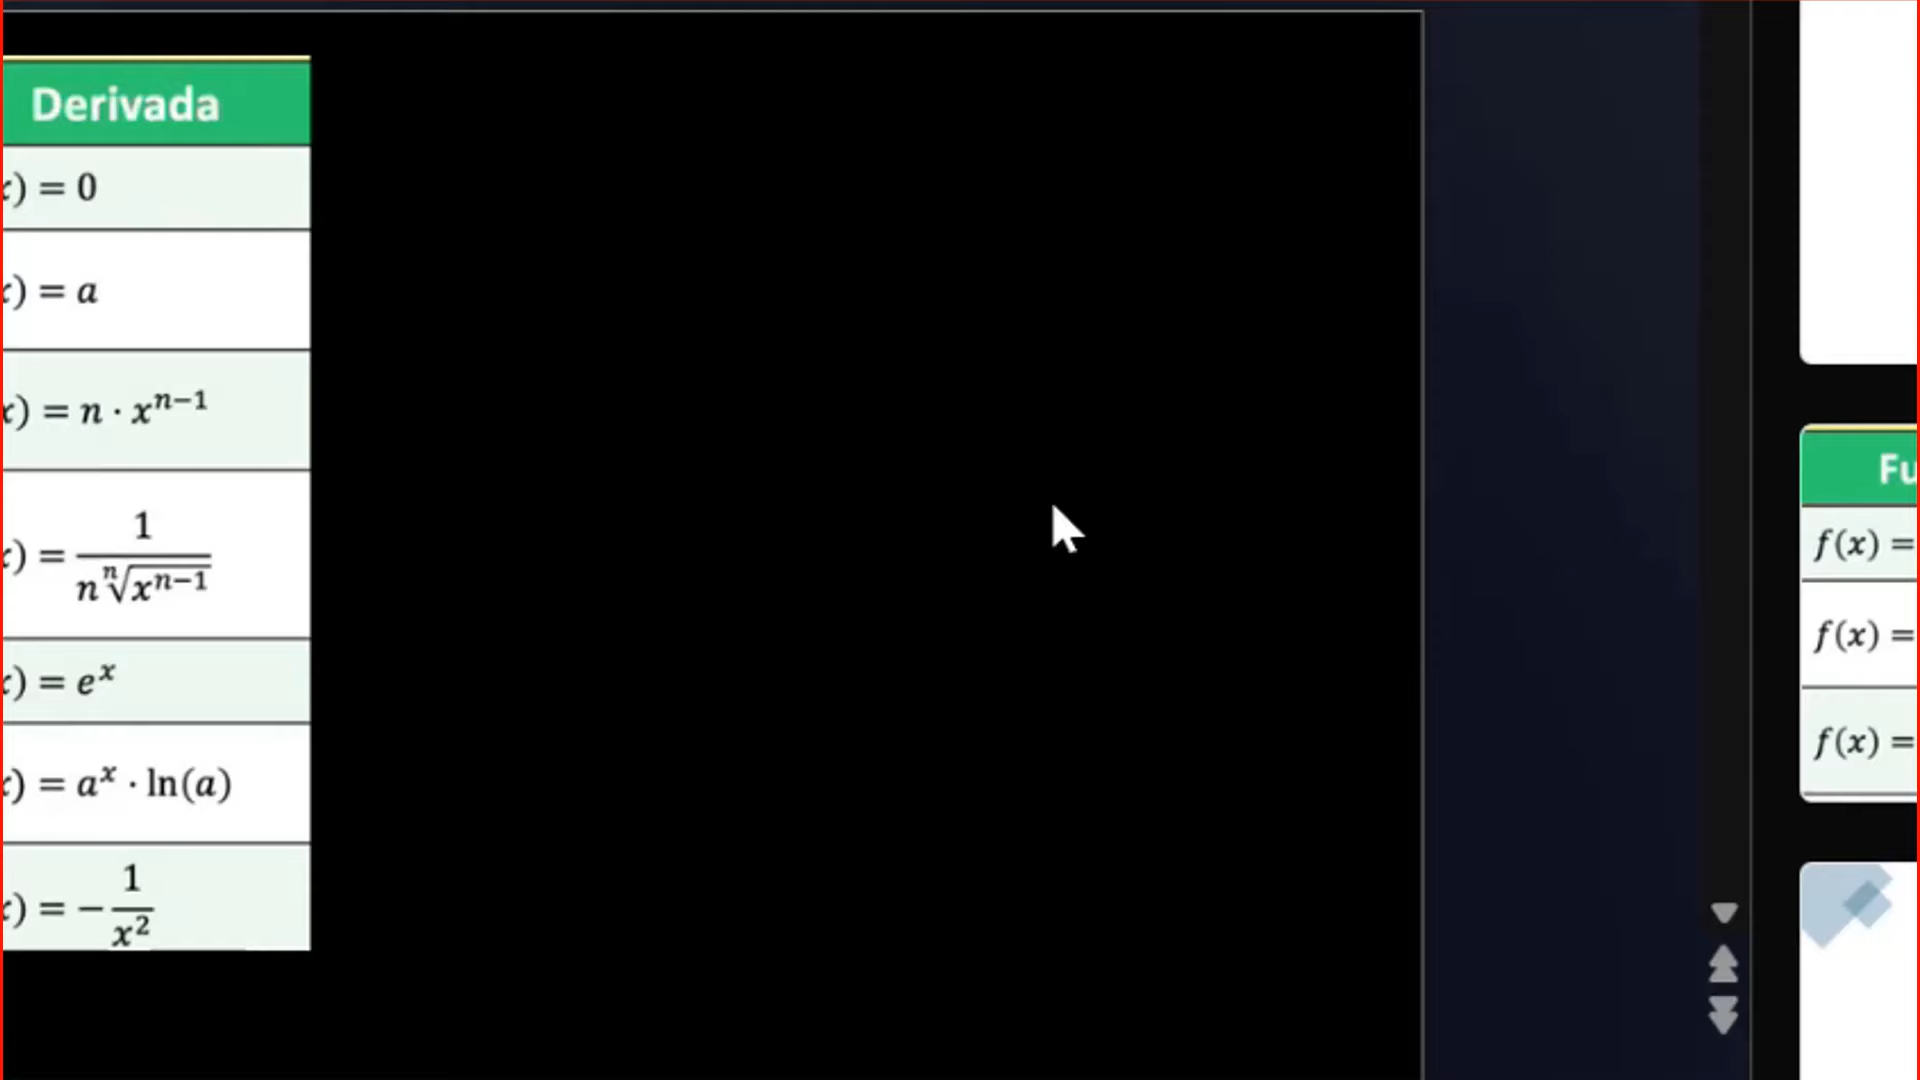 Derivada
x) = 0
x) = a
x) = n · xⁿ⁻¹
x) = 1 / n ⁿ√xⁿ⁻¹
x) = eˣ
x) = aˣ · ln(a)
x) = − 1 / x²
Fu
f(x) =
f(x) =
f(x) =